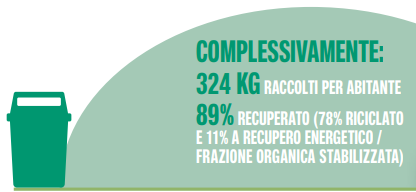 COMPLESSIVAMENTE:
324 KG RACCOLTI PER ABITANTE
89% RECUPERATO (78% RICICLATO
E 11% A RECUPERO ENERGETICO /
FRAZIONE ORGANICA STABILIZZATA)